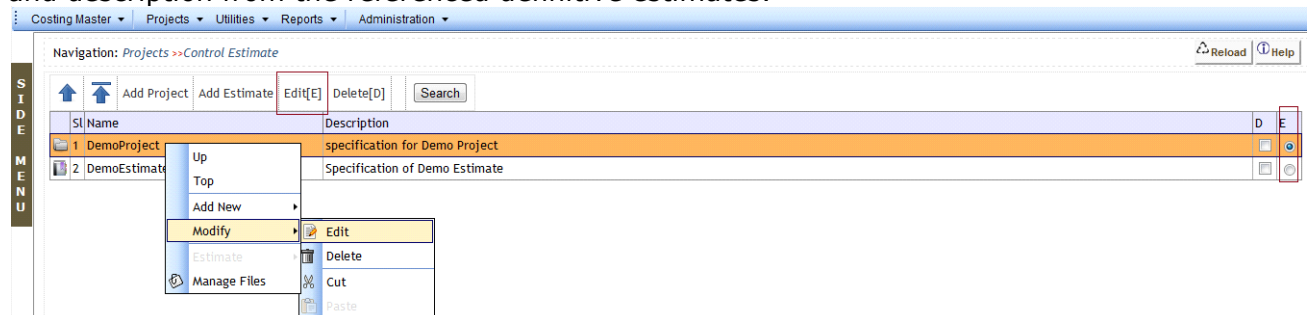 and description from the referenced definitive estimates.
Costing Master Projects Utilities Reports Administration
Navigation: Projects >>Control Estimate Reload Help
SIDE MENU
Add Project Add Estimate Edit[E] Delete[D] Search
Sl Name Description D E
1 DemoProject specification for Demo Project
2 DemoEstimate Specification of Demo Estimate
Up
Top
Add New
Modify
Estimate
Manage Files
Edit
Delete
Cut
Paste